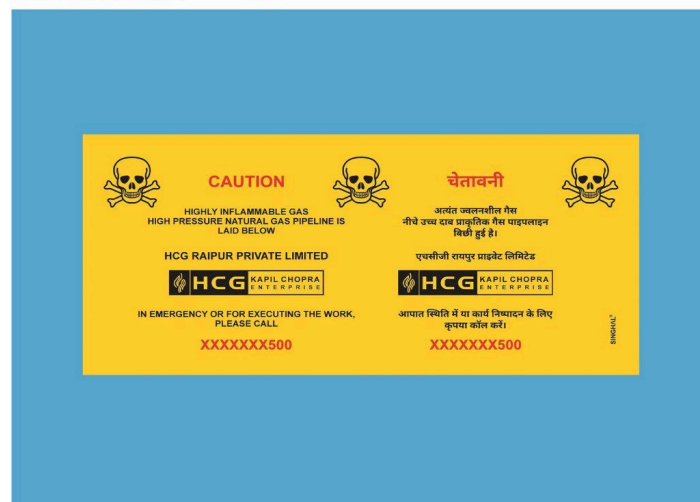 CAUTION
HIGHLY INFLAMMABLE GAS
HIGH PRESSURE NATURAL GAS PIPELINE IS
LAID BELOW
HCG RAIPUR PRIVATE LIMITED
HCG KAPIL CHOPRA
ENTERPRISE
IN EMERGENCY OR FOR EXECUTING THE WORK,
PLEASE CALL
XXXXXXX500
चेतावनी
अत्यंत ज्वलनशील गैस
नीचे उच्च दाब प्राकृतिक गैस पाइपलाइन
बिछी हुई है।
एचसीजी रायपुर प्राइवेट लिमिटेड
HCG KAPIL CHOPRA
ENTERPRISE
आपात स्थिति में या कार्य निष्पादन के लिए
कृपया कॉल करें।
XXXXXXX500
SINGHAL®